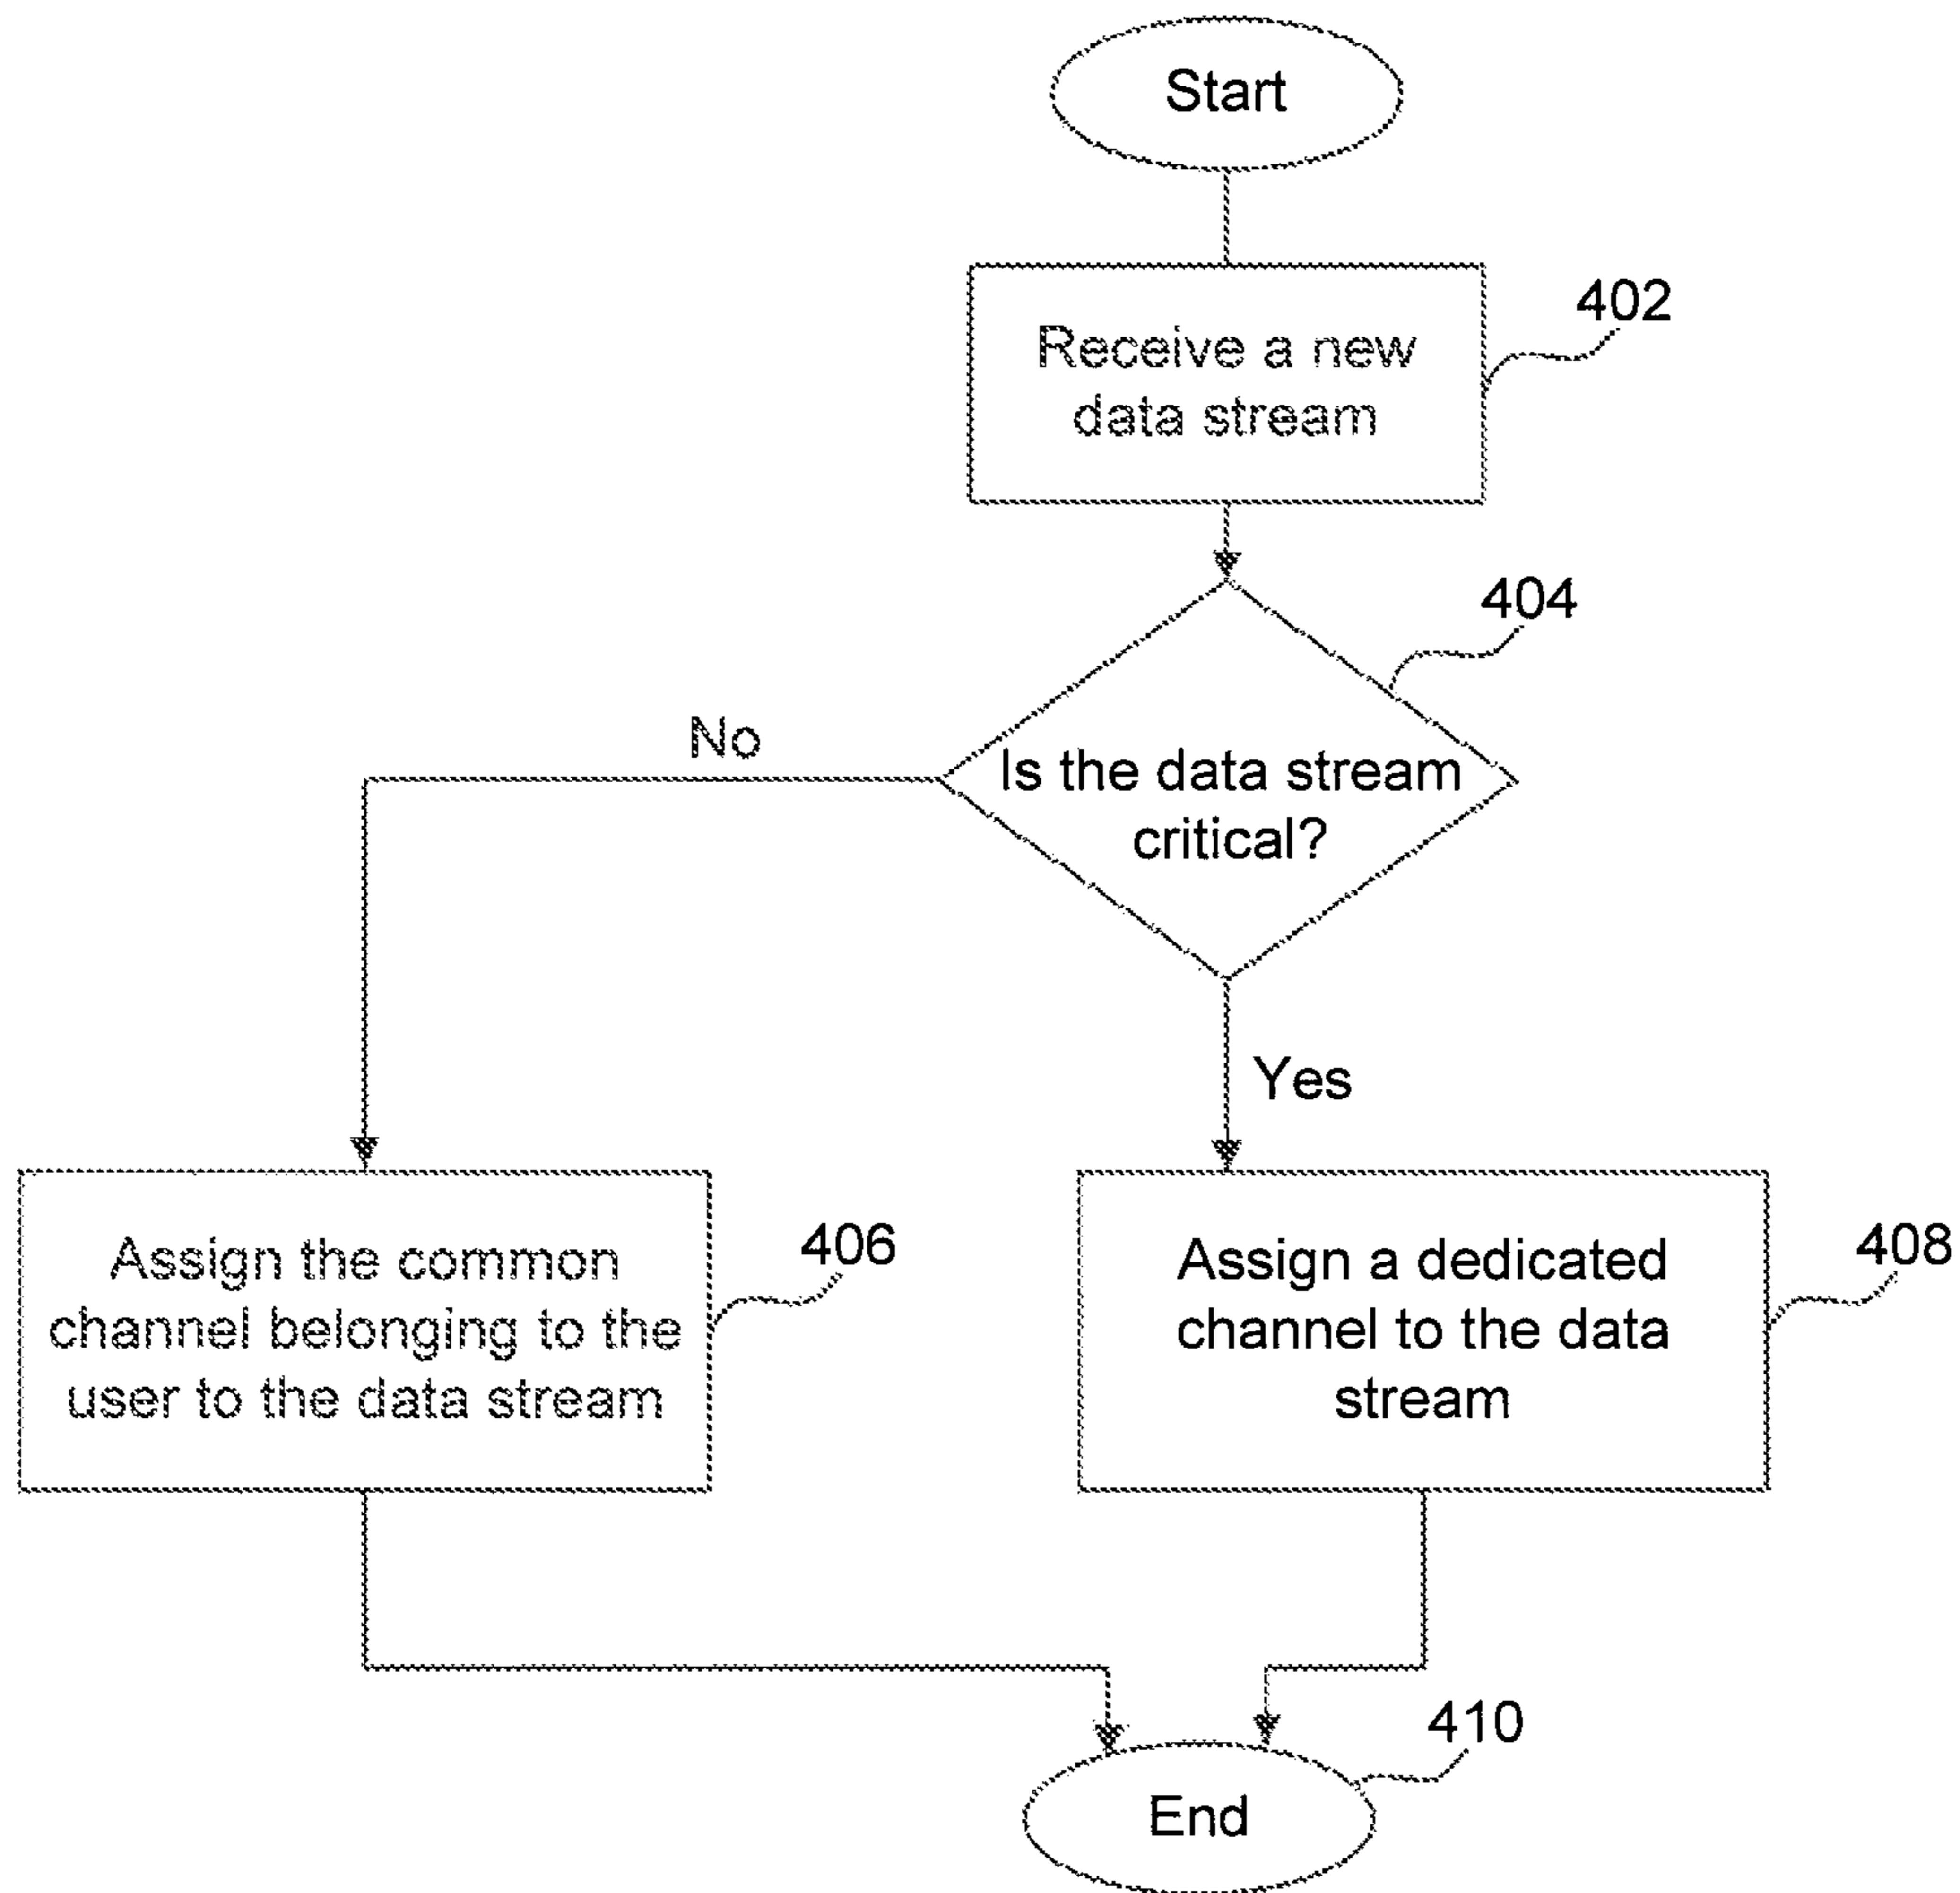 Start
402
Receive a new
data stream
404
No
Is the data stream
critical?
Yes
Assign the common
channel belonging to the
user to the data stream
406
Assign a dedicated
channel to the data
stream
408
410
End